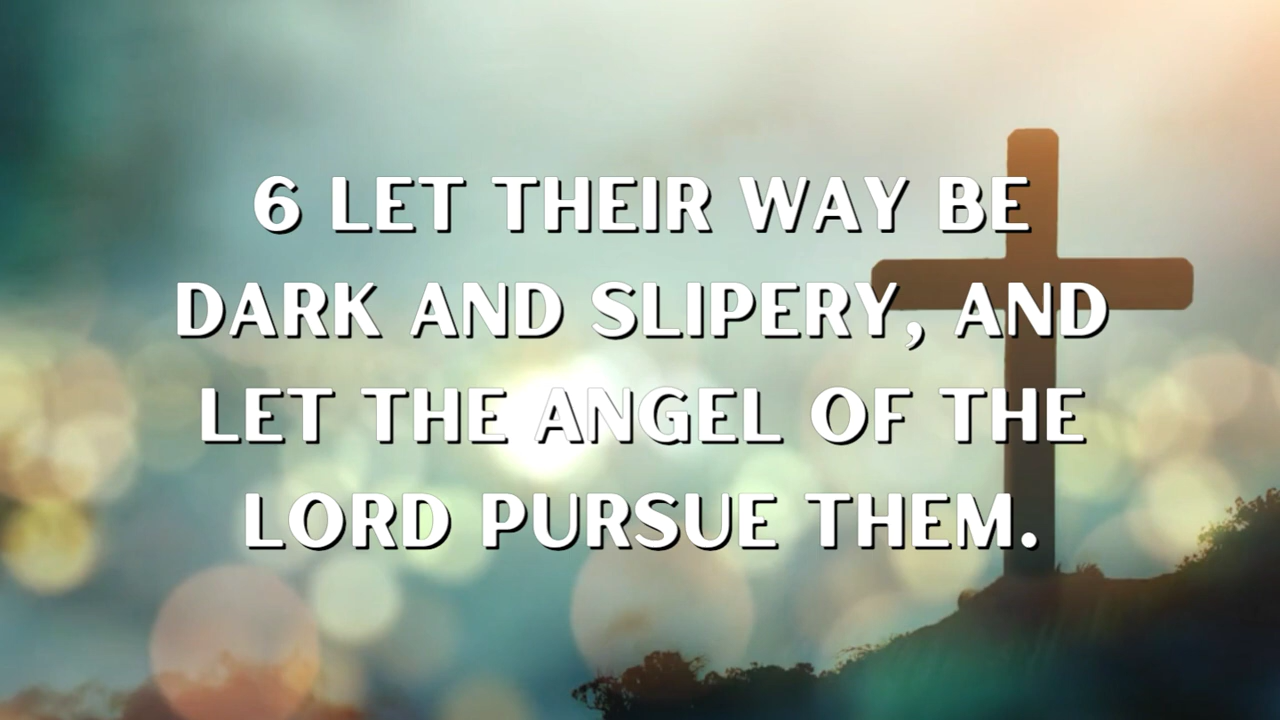 6 LET THEIR WAY BE
DARK AND SLIPERY, AND
LET THE ANGEL OF THE
LORD PURSUE THEM.